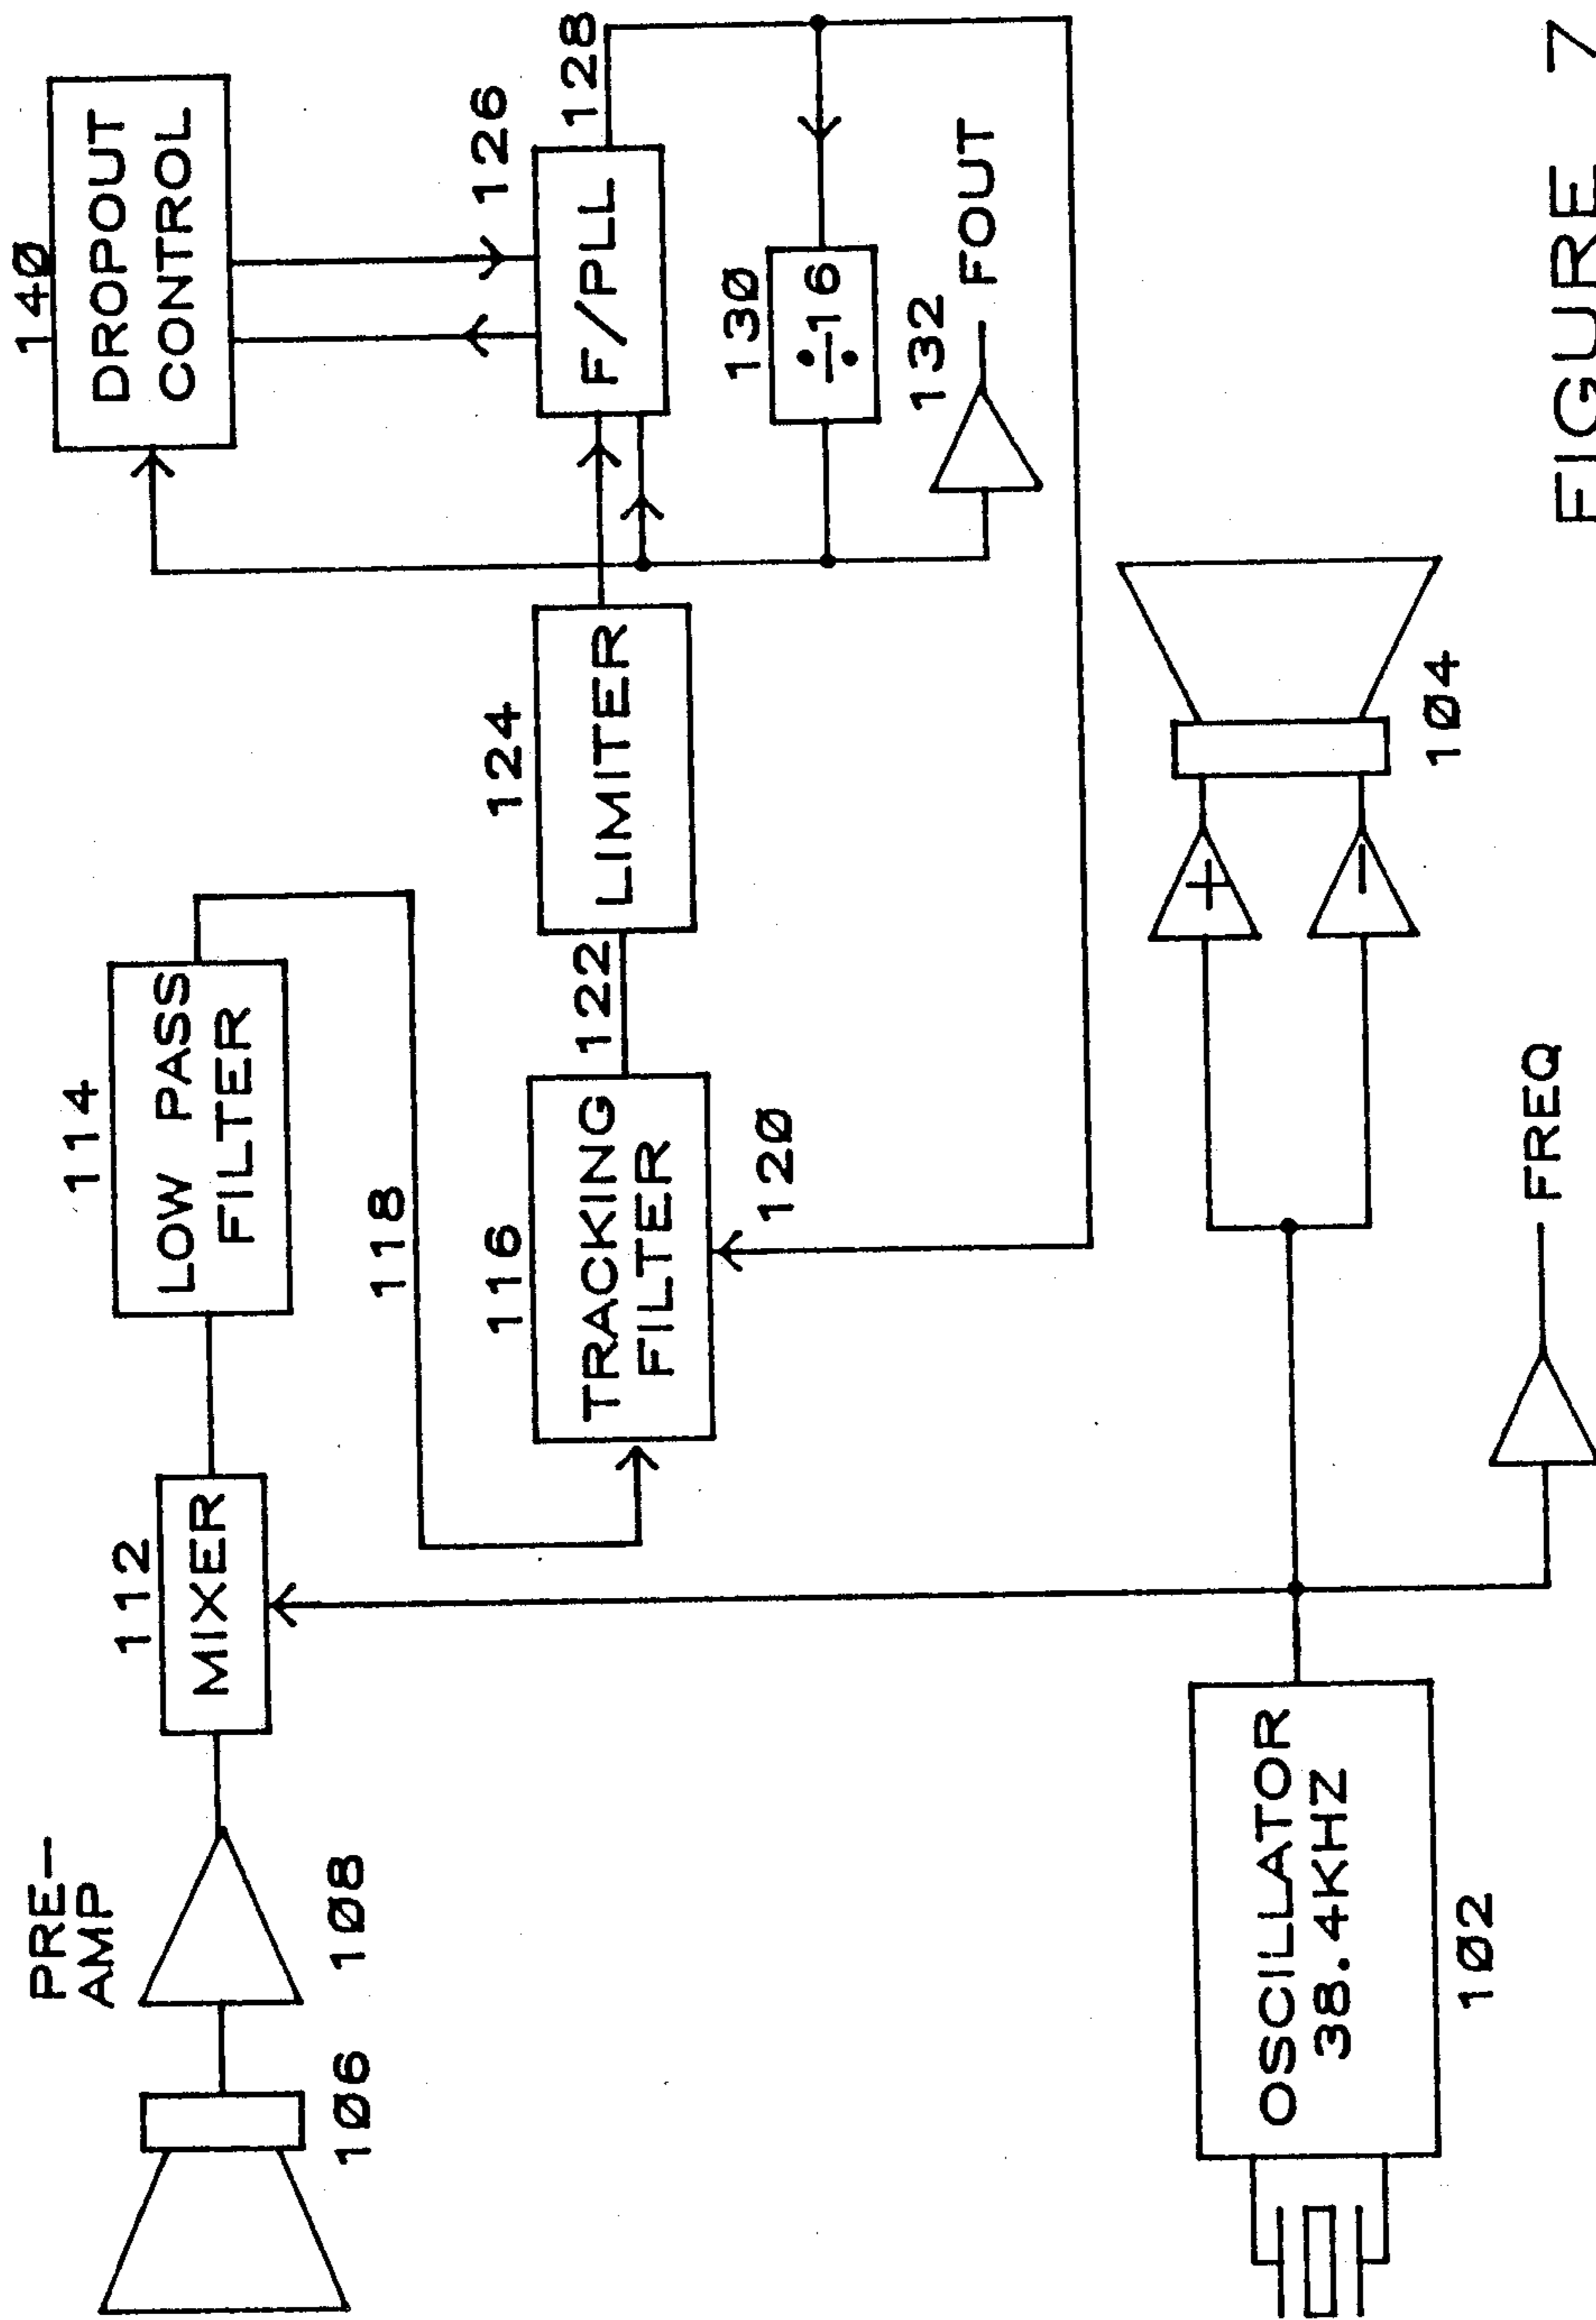 PRE-
AMP
106
108
112
MIXER
114
LOW PASS
FILTER
118
116
TRACKING
FILTER
120
122
124
LIMITER
140
DROPOUT
CONTROL
126
F/PLL
128
130
÷16
132
FOUT
OSCILLATOR
38.4KHZ
102
+
−
104
FREQ
FIGURE 7